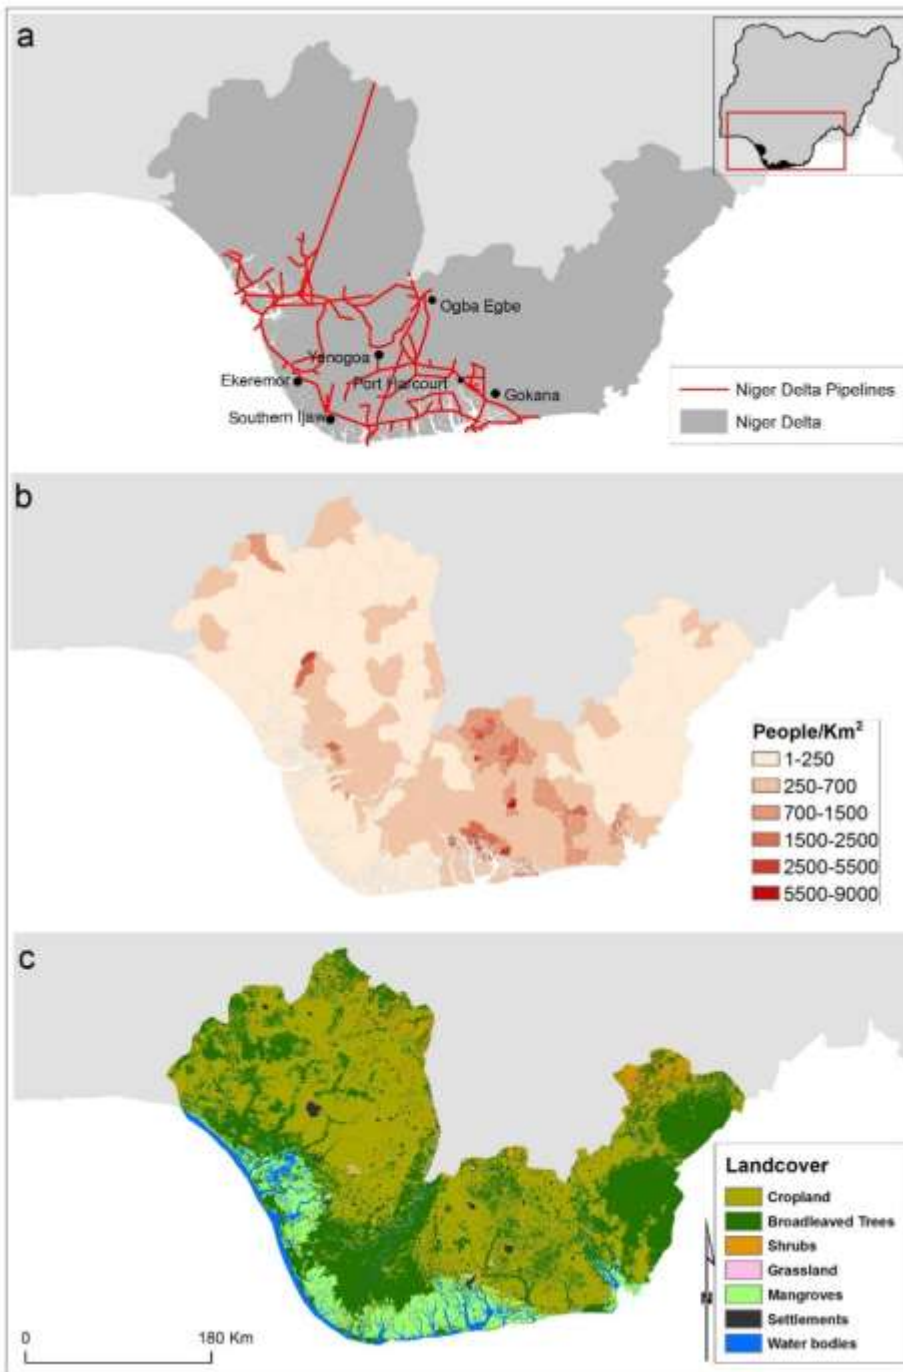 a
Ogba Egbe
Yenogoa
Ekeremor
Port Harcourt
Gokana
Southern Ijaw
Niger Delta Pipelines
Niger Delta
b
People/Km²
1-250
250-700
700-1500
1500-2500
2500-5500
5500-9000
c
Landcover
Cropland
Broadleaved Trees
Shrubs
Grassland
Mangroves
Settlements
Water bodies
N
0 180 Km